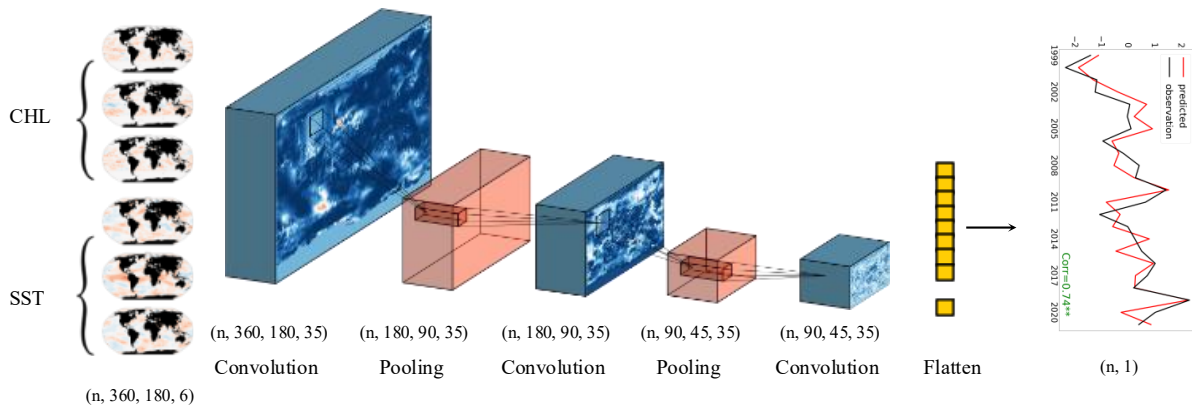 CHL
SST
(n, 360, 180, 6)
(n, 360, 180, 35)
Convolution
(n, 180, 90, 35)
Pooling
(n, 180, 90, 35)
Convolution
(n, 90, 45, 35)
Pooling
(n, 90, 45, 35)
Convolution
Flatten
−2 −1 0 1 2
1999
2002
2005
2008
2011
2014
2017
2020
predicted
observation
Corr=0.74**
(n, 1)